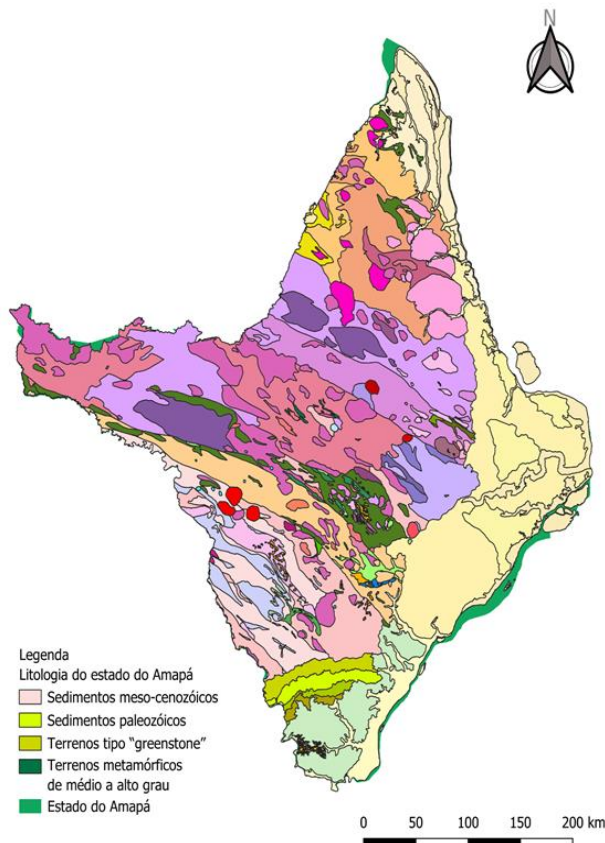 N
Legenda
Litologia do estado do Amapá
Sedimentos meso-cenozóicos
Sedimentos paleozóicos
Terrenos tipo “greenstone”
Terrenos metamórficos
de médio a alto grau
Estado do Amapá
0 50 100 150 200 km